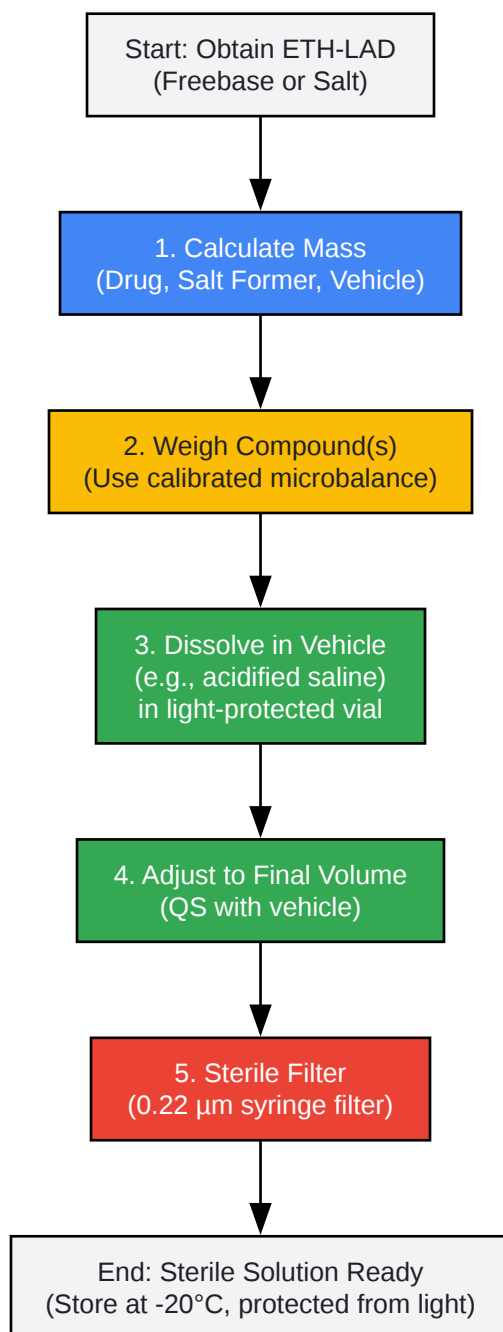 Start: Obtain ETH-LAD
(Freebase or Salt)
1. Calculate Mass
(Drug, Salt Former, Vehicle)
2. Weigh Compound(s)
(Use calibrated microbalance)
3. Dissolve in Vehicle
(e.g., acidified saline)
in light-protected vial
4. Adjust to Final Volume
(QS with vehicle)
5. Sterile Filter
(0.22 µm syringe filter)
End: Sterile Solution Ready
(Store at -20°C, protected from light)